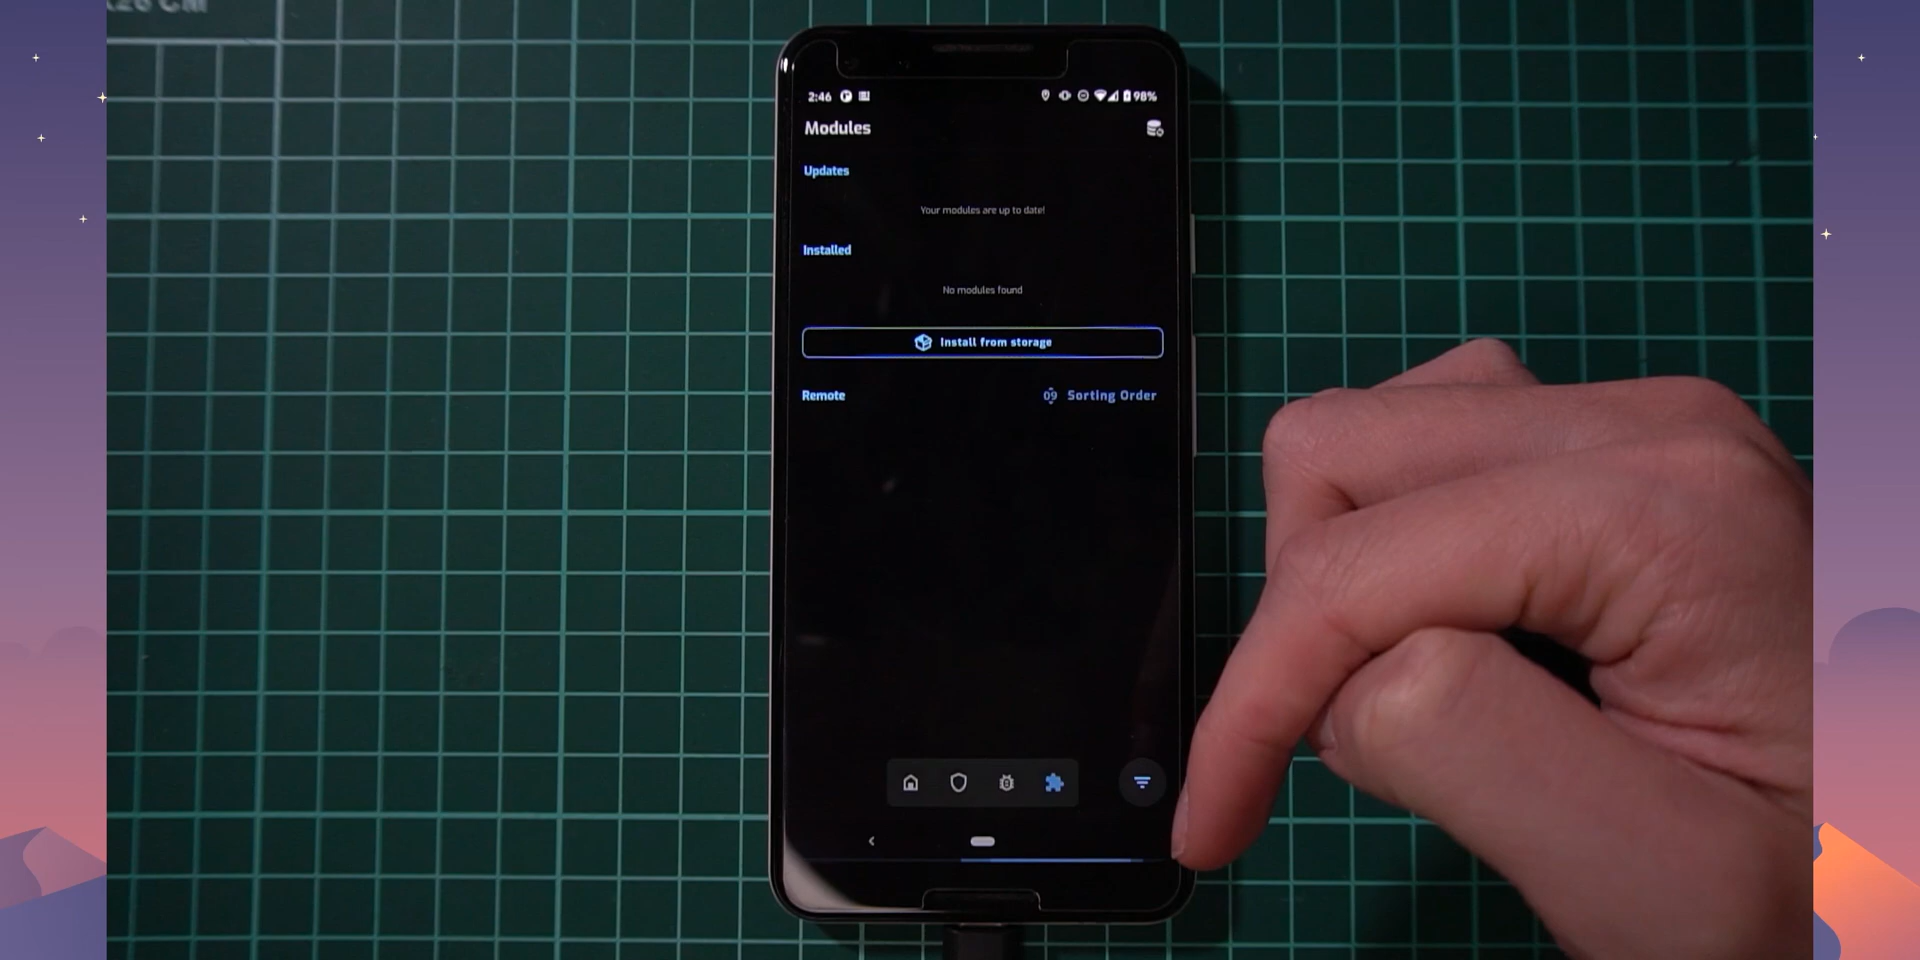 2:46 98%
Modules
Updates
Your modules are up to date!
Installed
No modules found
Install from storage
Remote 09 Sorting Order